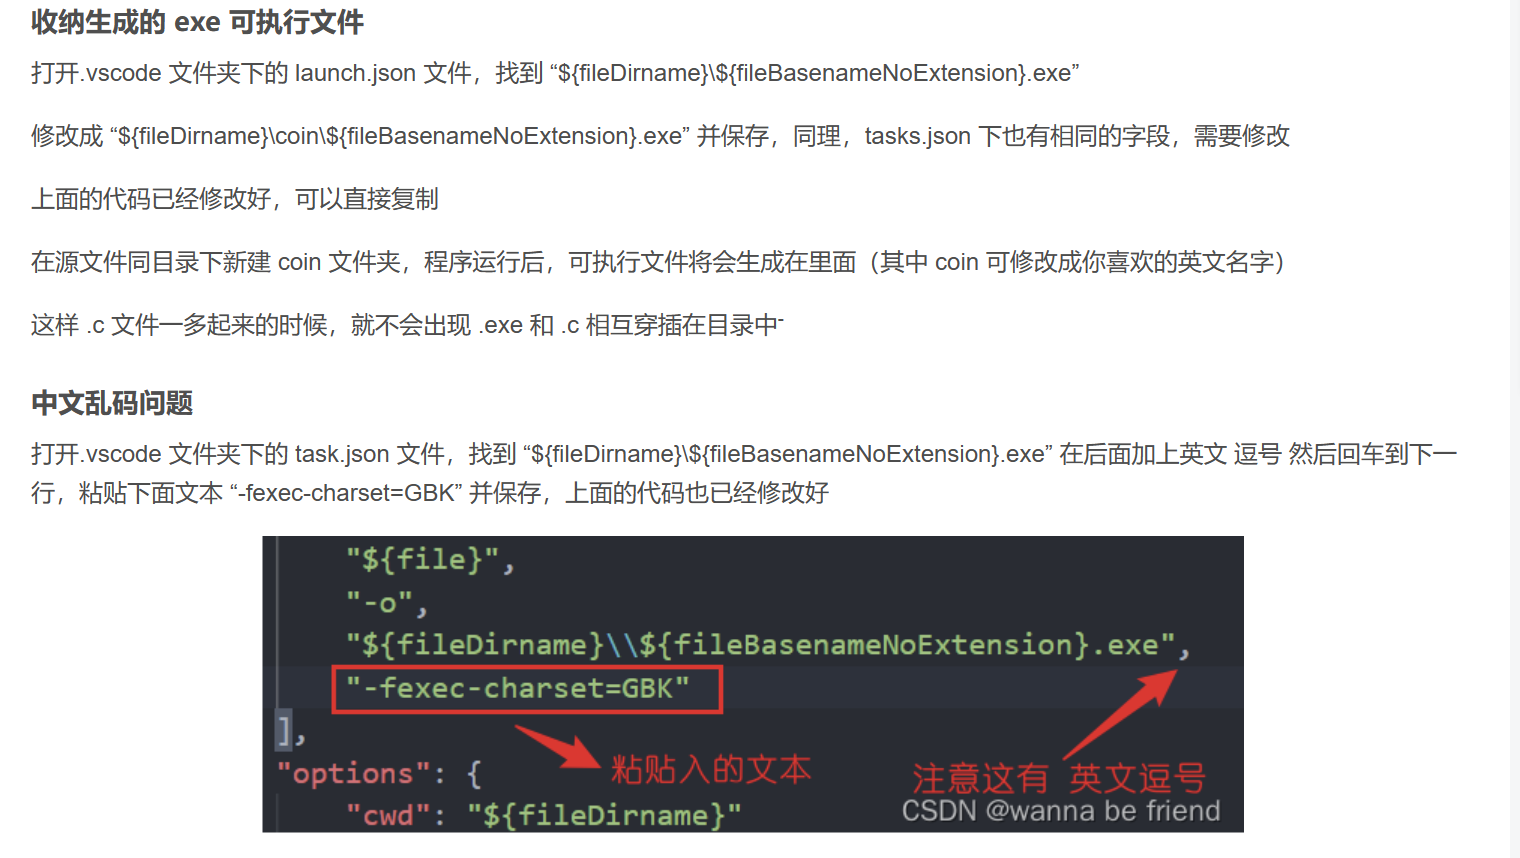 收纳生成的 exe 可执行文件
打开.vscode 文件夹下的 launch.json 文件，找到 “${fileDirname}\${fileBasenameNoExtension}.exe”
修改成 “${fileDirname}\coin\${fileBasenameNoExtension}.exe” 并保存，同理，tasks.json 下也有相同的字段，需要修改
上面的代码已经修改好，可以直接复制
在源文件同目录下新建 coin 文件夹，程序运行后，可执行文件将会生成在里面（其中 coin 可修改成你喜欢的英文名字）
这样 .c 文件一多起来的时候，就不会出现 .exe 和 .c 相互穿插在目录中-
中文乱码问题
打开.vscode 文件夹下的 task.json 文件，找到 “${fileDirname}\${fileBasenameNoExtension}.exe” 在后面加上英文 逗号 然后回车到下一
行，粘贴下面文本 “-fexec-charset=GBK” 并保存，上面的代码也已经修改好
"${file}",
"-o",
"${fileDirname}\\${fileBasenameNoExtension}.exe",
"-fexec-charset=GBK"
],
粘贴入的文本
注意这有 英文逗号
"options": {
"cwd": "${fileDirname}"
CSDN @wanna be friend